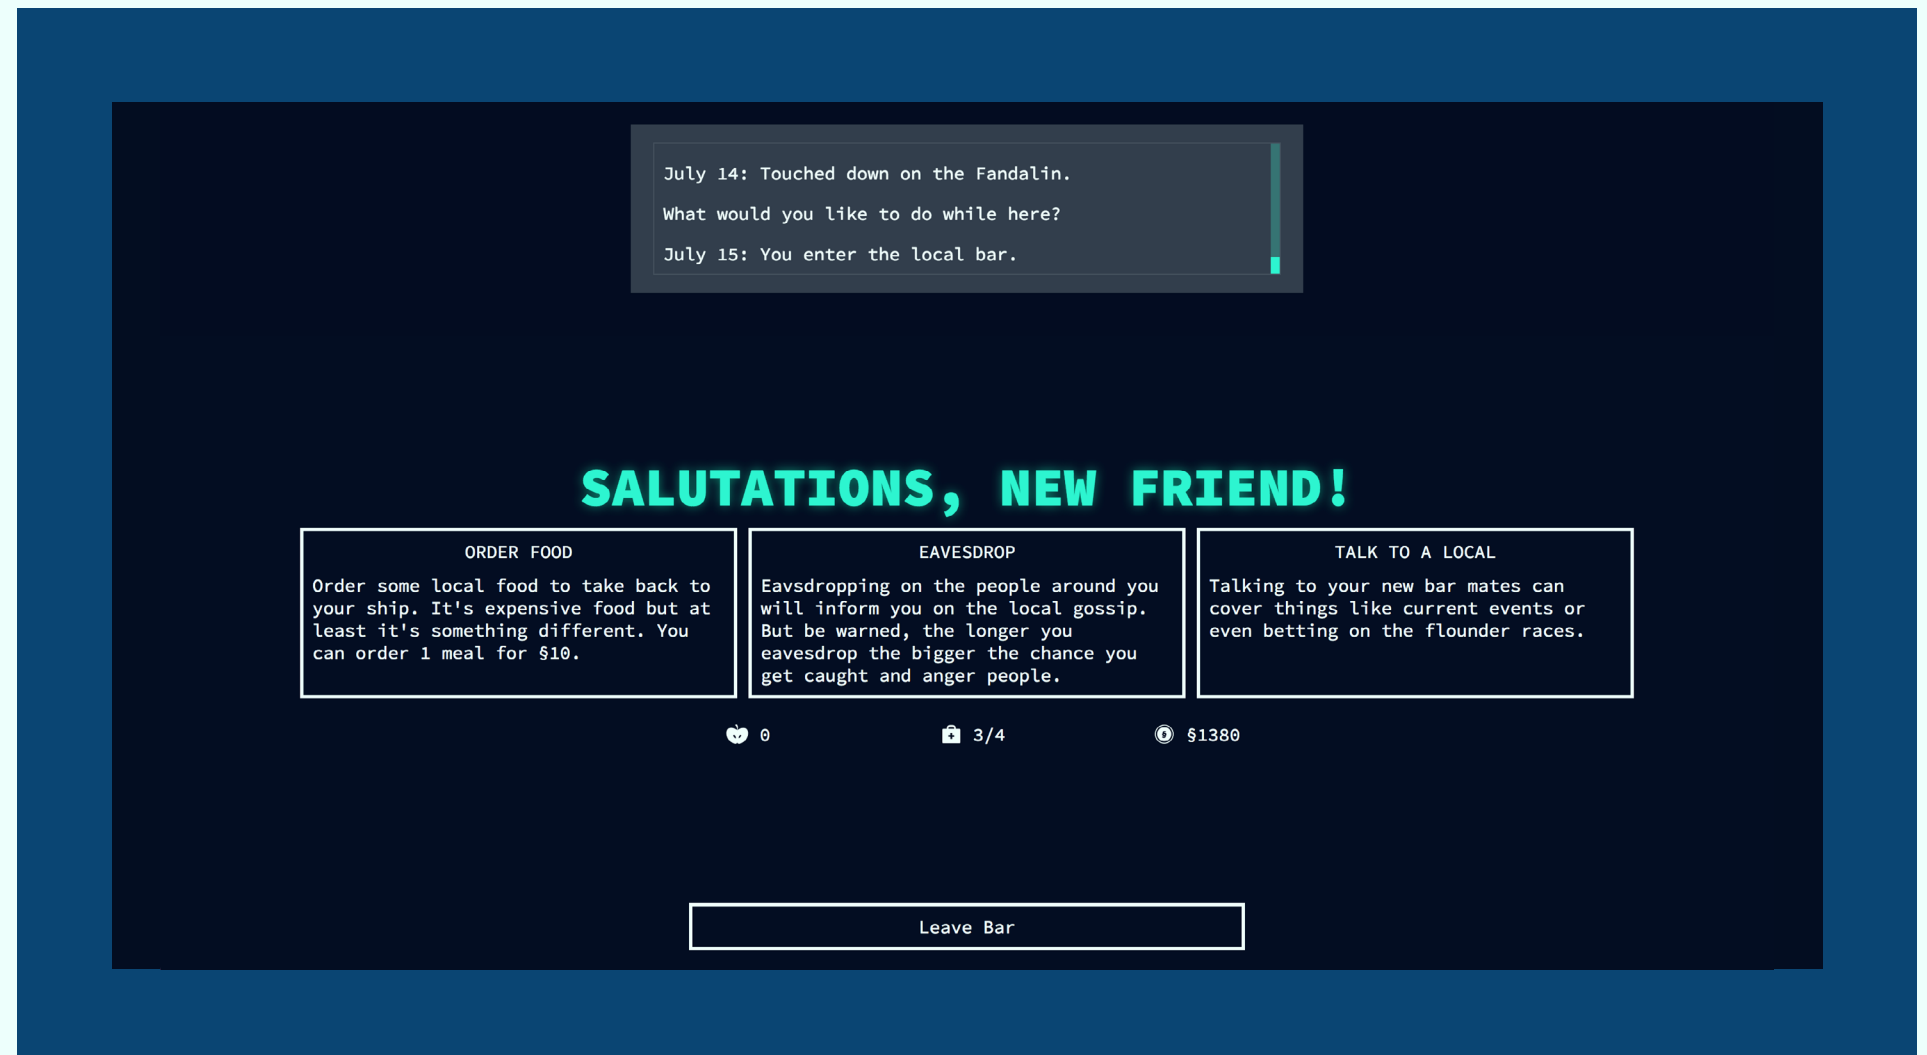 July 14: Touched down on the Fandalin.
What would you like to do while here?
July 15: You enter the local bar.
SALUTATIONS, NEW FRIEND!
ORDER FOOD
Order some local food to take back to
your ship. It's expensive food but at
least it's something different. You
can order 1 meal for §10.
EAVESDROP
Eavsdropping on the people around you
will inform you on the local gossip.
But be warned, the longer you
eavesdrop the bigger the chance you
get caught and anger people.
TALK TO A LOCAL
Talking to your new bar mates can
cover things like current events or
even betting on the flounder races.
0
3/4
§1380
Leave Bar